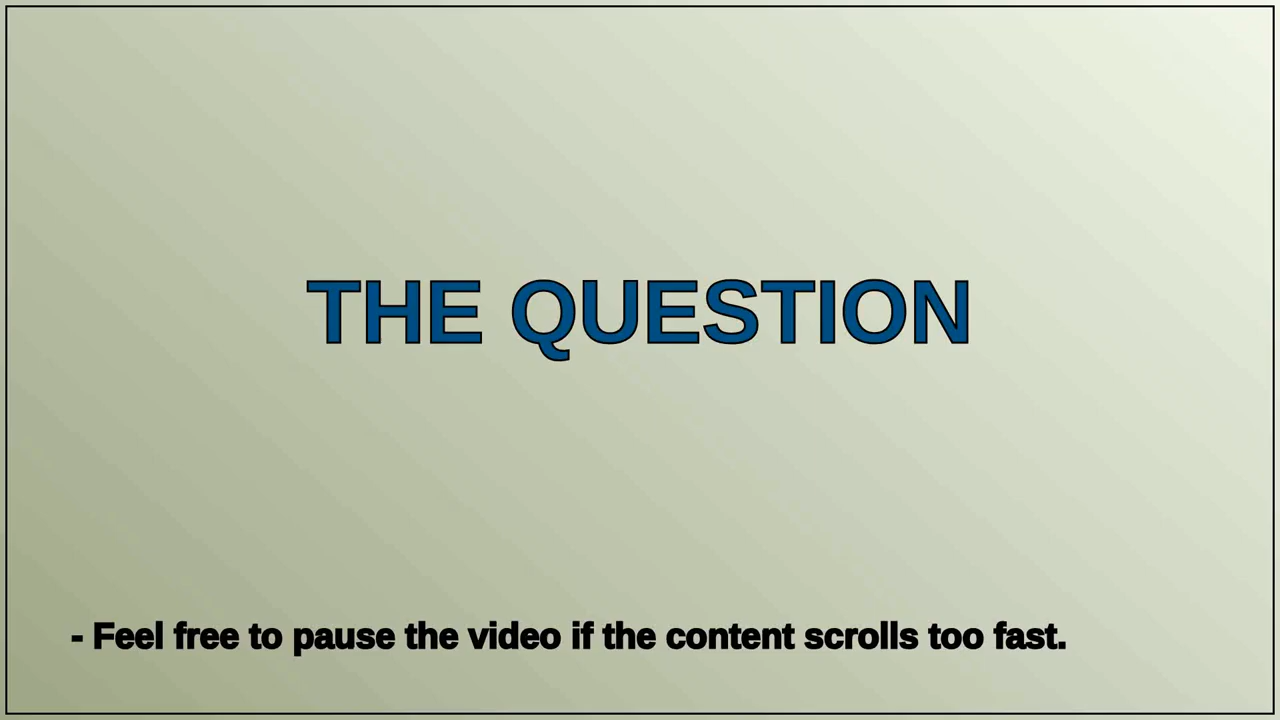 THE QUESTION
- Feel free to pause the video if the content scrolls too fast.